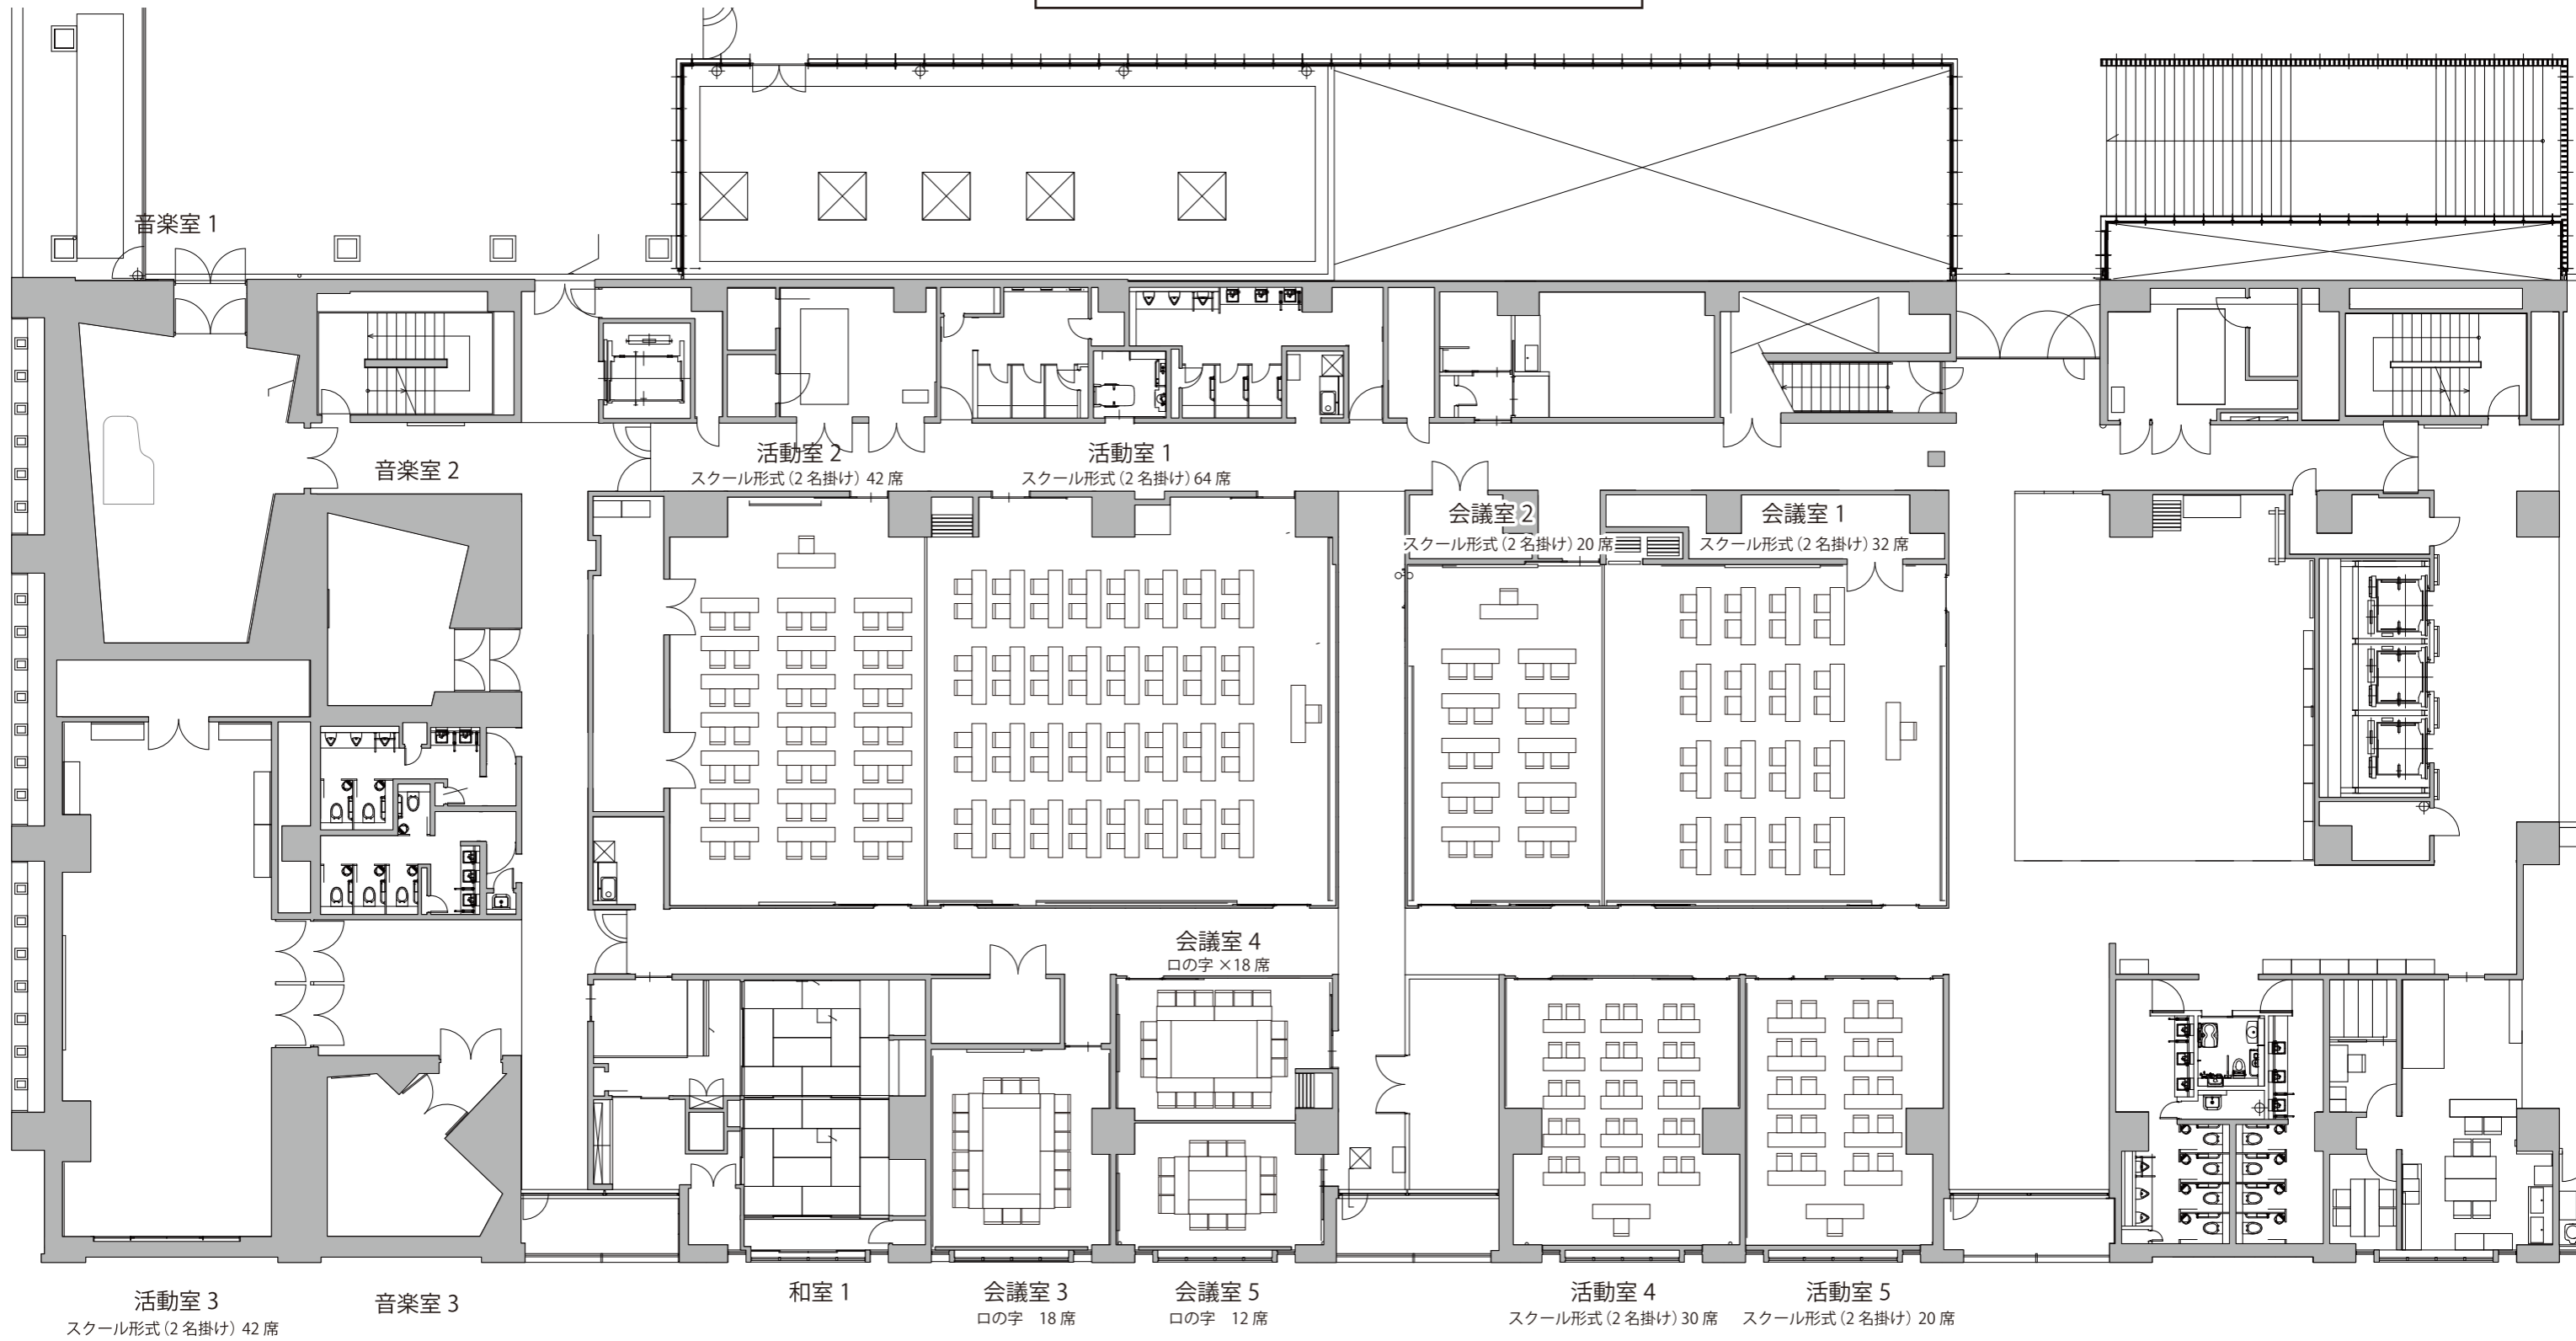 音楽室 1
音楽室 2
活動室 2
スクール形式（2 名掛け） 42 席
活動室 1
スクール形式（2 名掛け）64 席
会議室 2
スクール形式（2 名掛け）20 席
会議室 1
スクール形式（2 名掛け）32 席
会議室 4
ロの字 ×18 席
活動室 3
スクール形式（2 名掛け） 42 席
音楽室 3
和室 1
会議室 3
ロの字　18 席
会議室 5
ロの字　12 席
活動室 4
スクール形式（2 名掛け）30 席
活動室 5
スクール形式（2 名掛け） 20 席